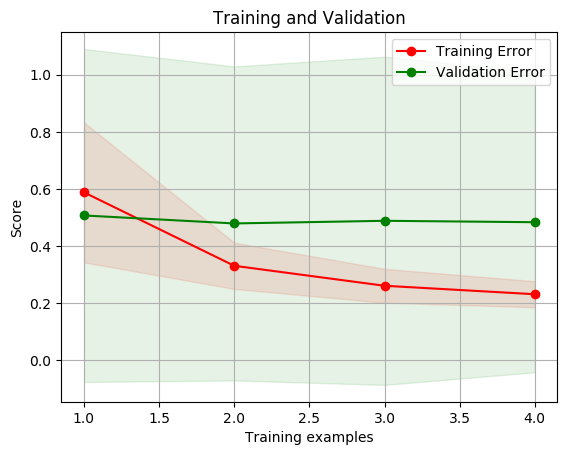 Training and Validation
Training Error
Validation Error
1.0
0.8
0.6
0.4
0.2
0.0
Score
1.0 1.5 2.0 2.5 3.0 3.5 4.0
Training examples